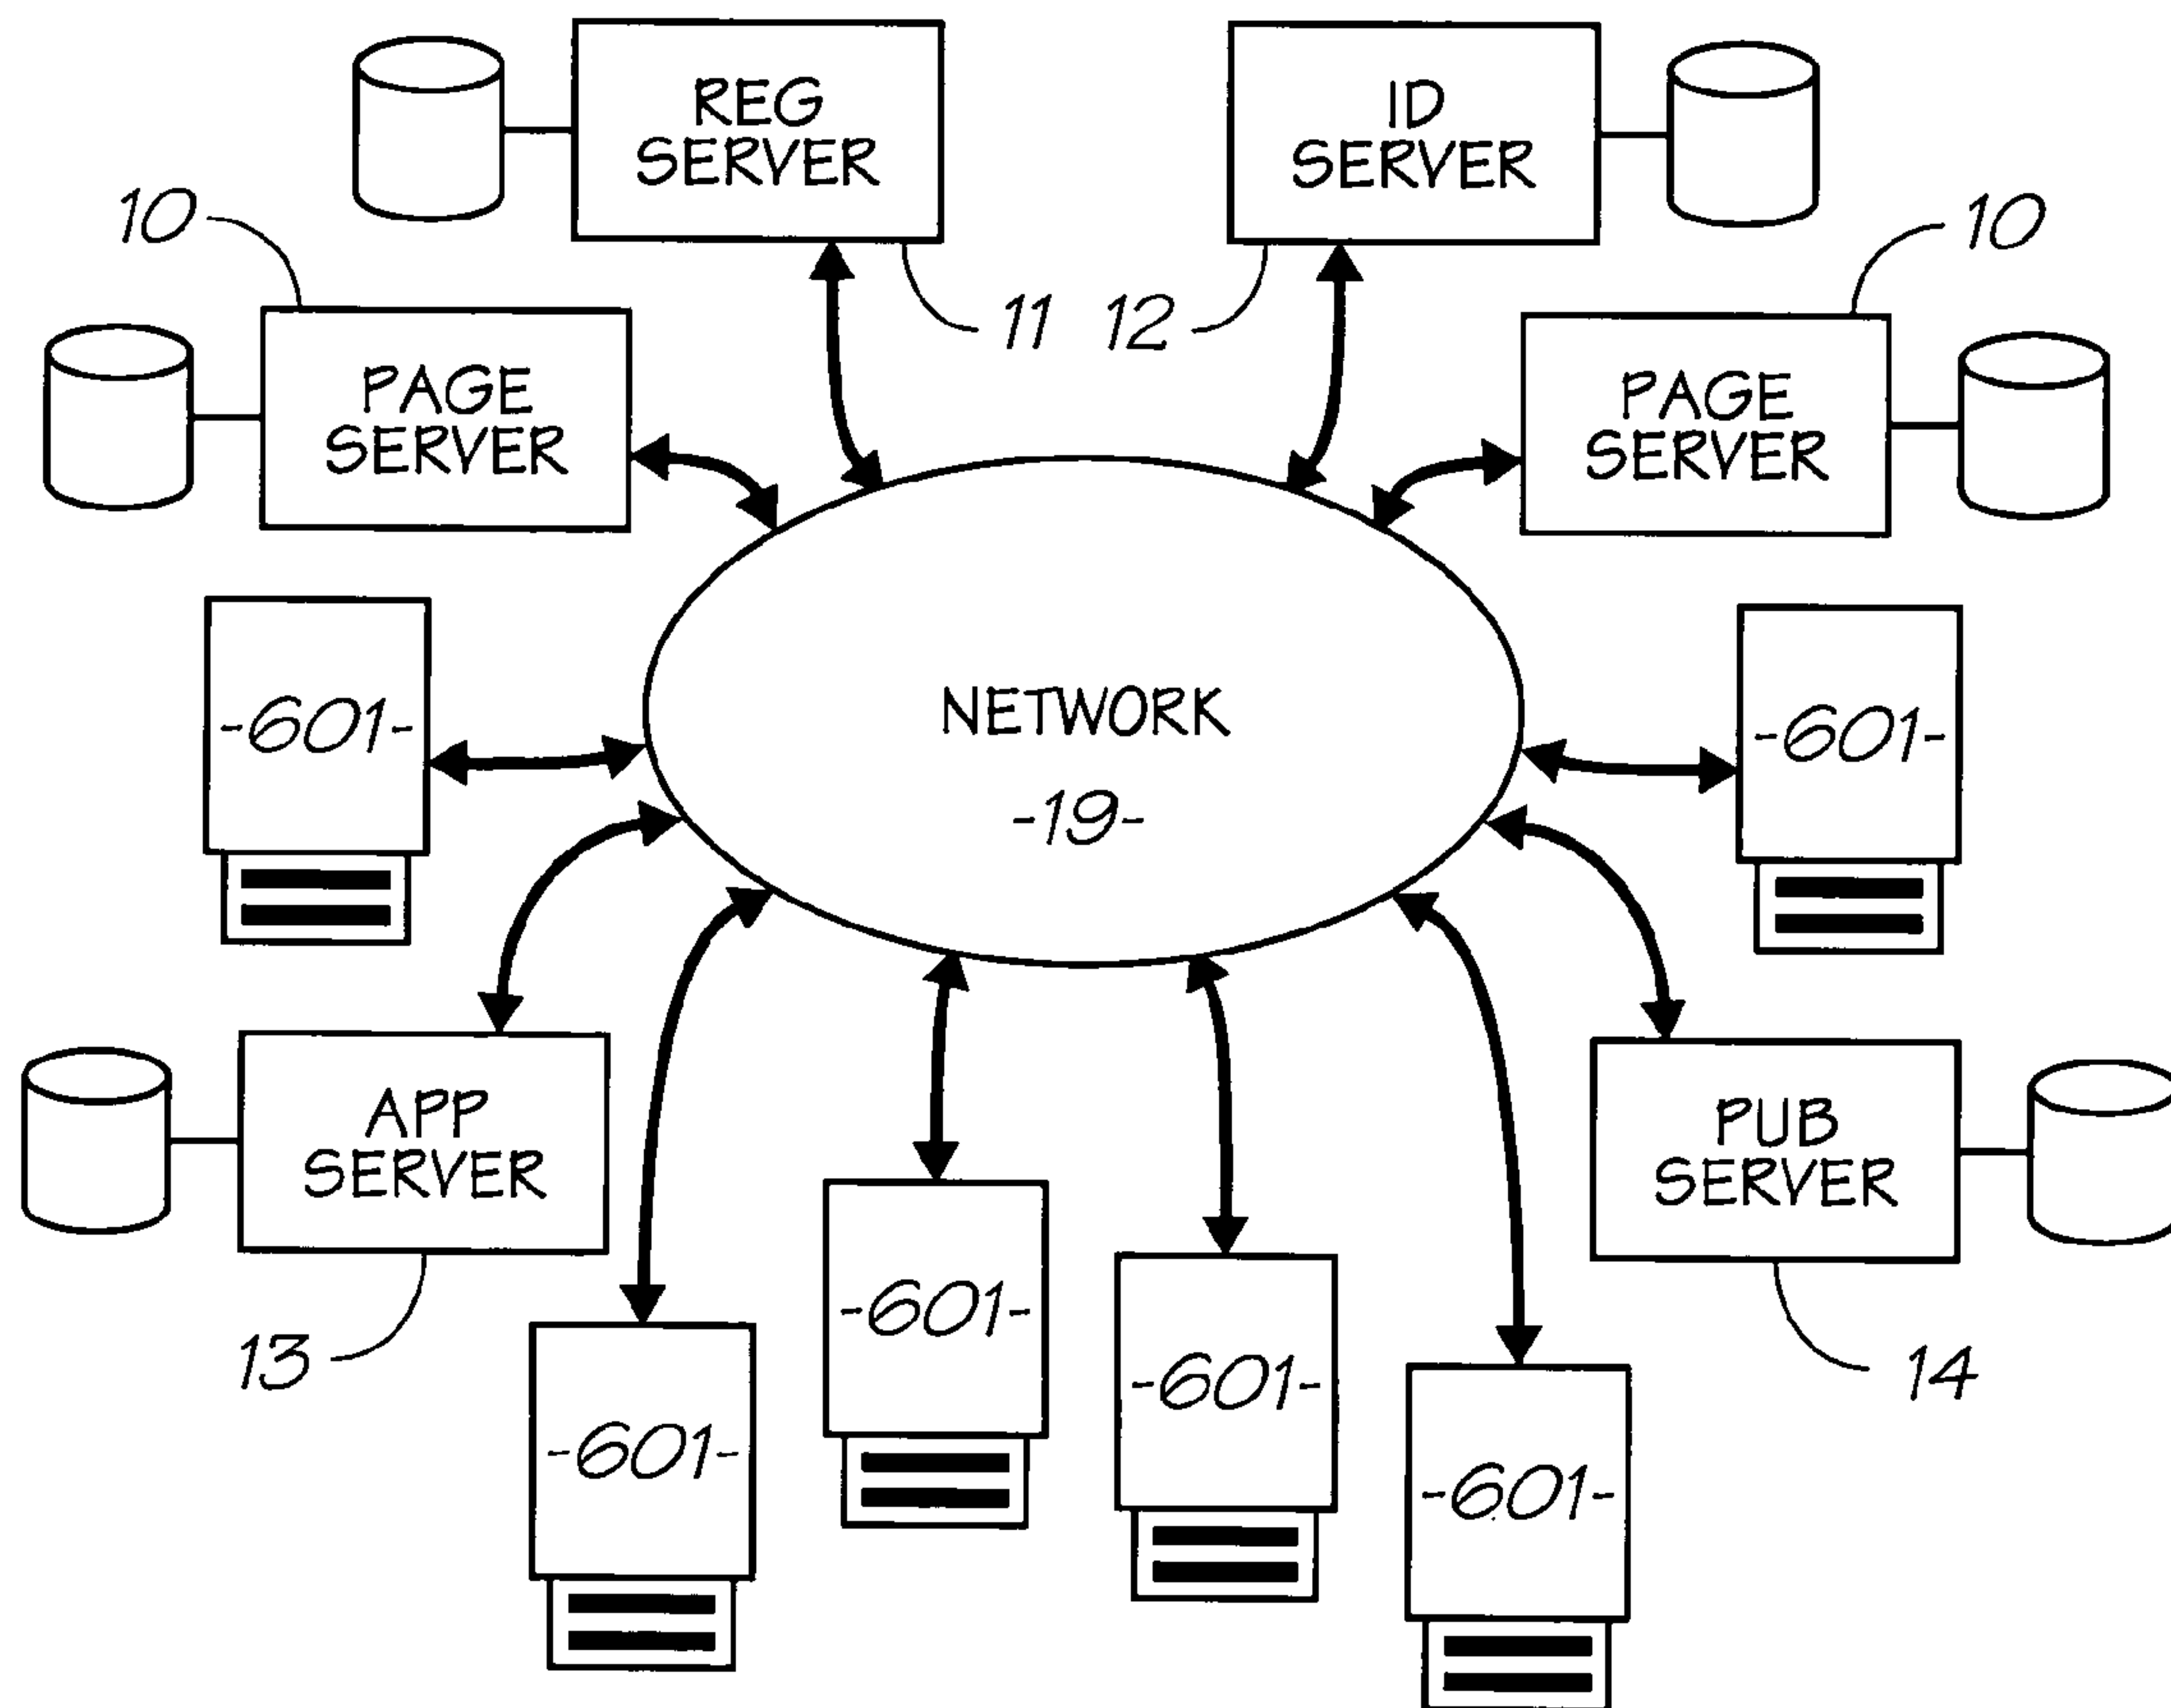 REG
SERVER
ID
SERVER
10
10
11
12
PAGE
SERVER
PAGE
SERVER
-601-
NETWORK
-19-
-601-
APP
SERVER
PUB
SERVER
13
-601-
-601-
-601-
-601-
14